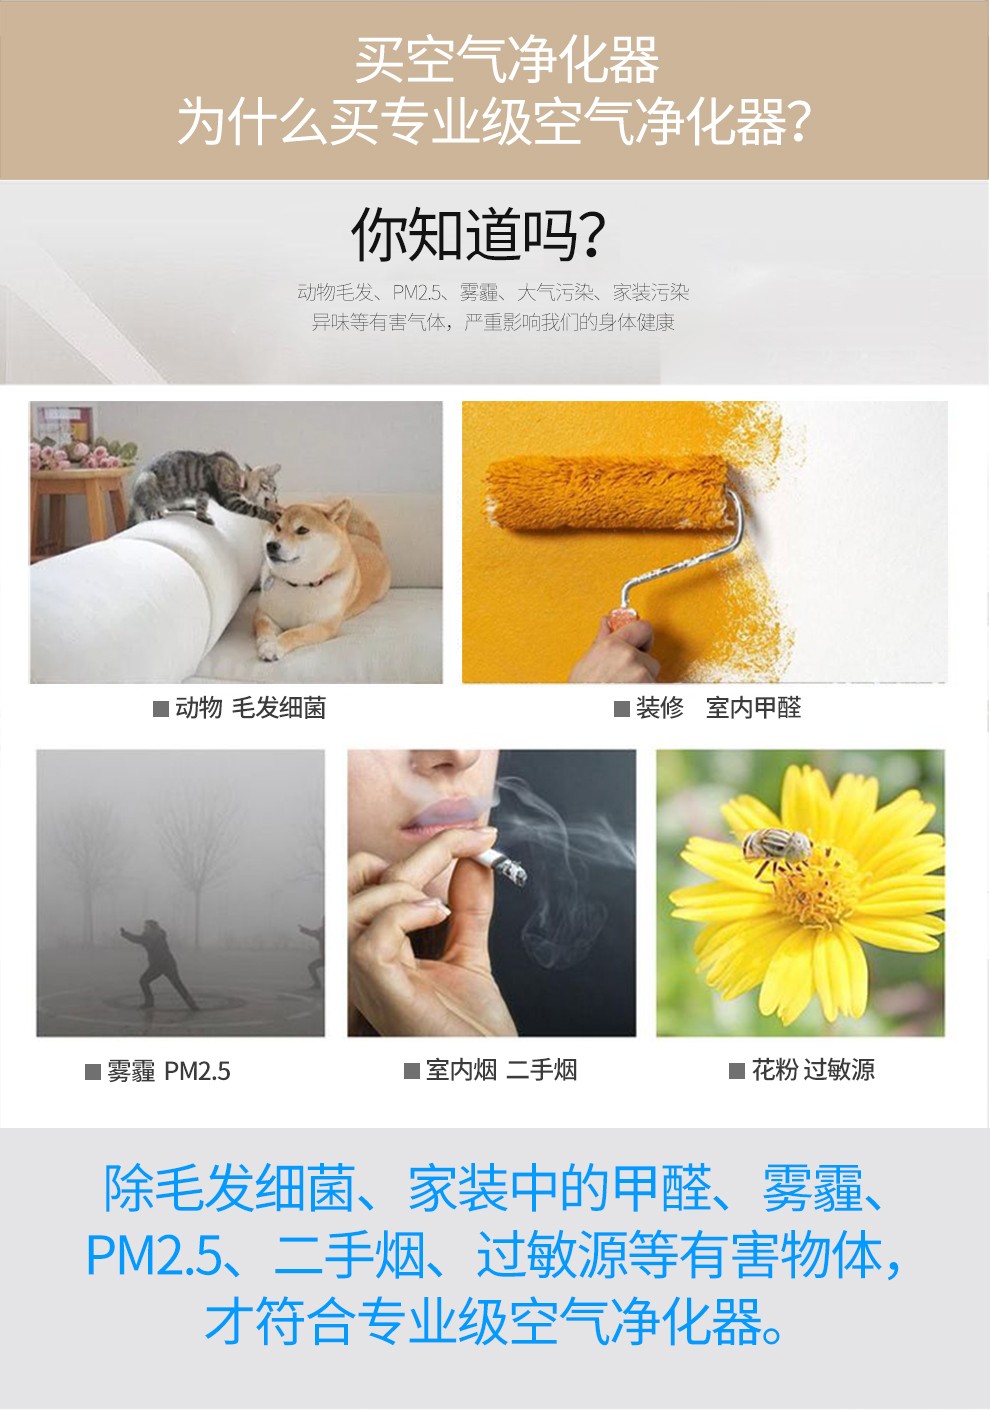 买空气净化器
为什么买专业级空气净化器？
你知道吗？
动物毛发、PM2.5、雾霾、大气污染、家装污染
异味等有害气体，严重影响我们的身体健康
动物 毛发细菌
装修 室内甲醛
雾霾 PM2.5
室内烟 二手烟
花粉 过敏源
除毛发细菌、家装中的甲醛、雾霾、
PM2.5、二手烟、过敏源等有害物体，
才符合专业级空气净化器。